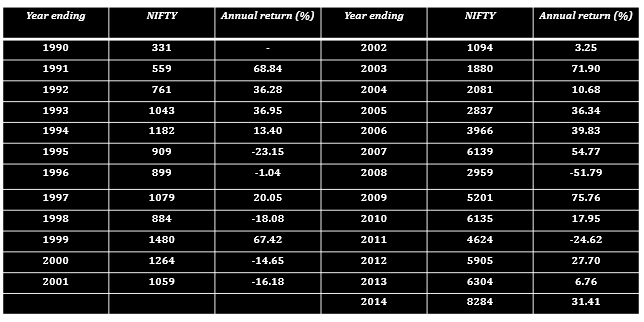 Year ending NIFTY Annual return (%) Year ending NIFTY Annual return (%)
1990 331 - 2002 1094 3.25
1991 559 68.84 2003 1880 71.90
1992 761 36.28 2004 2081 10.68
1993 1043 36.95 2005 2837 36.34
1994 1182 13.40 2006 3966 39.83
1995 909 -23.15 2007 6139 54.77
1996 899 -1.04 2008 2959 -51.79
1997 1079 20.05 2009 5201 75.76
1998 884 -18.08 2010 6135 17.95
1999 1480 67.42 2011 4624 -24.62
2000 1264 -14.65 2012 5905 27.70
2001 1059 -16.18 2013 6304 6.76
2014 8284 31.41